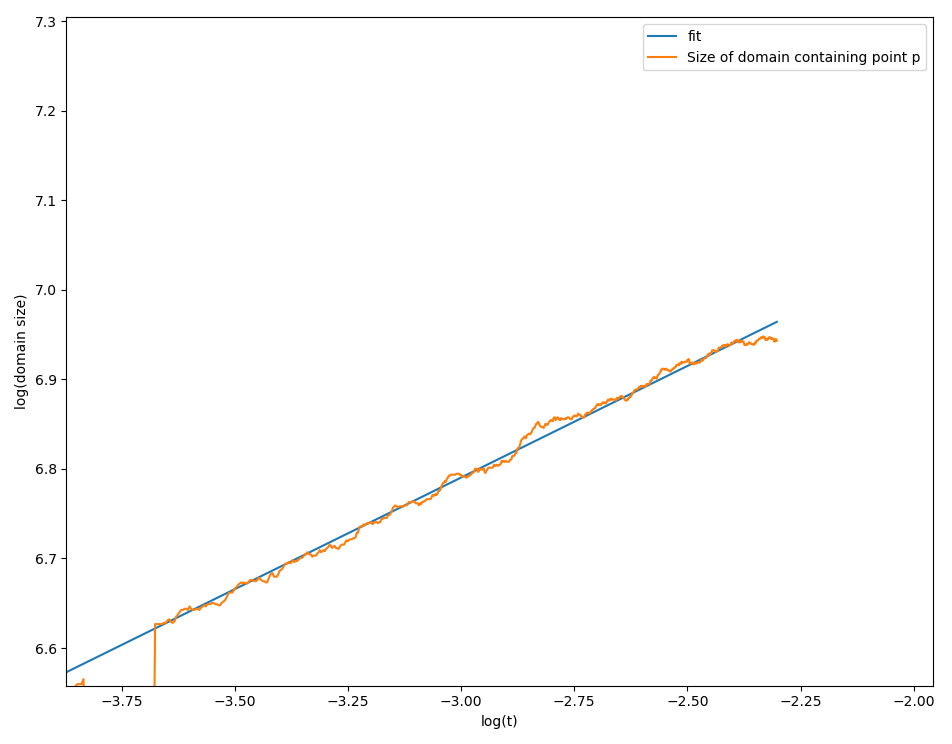 7.3
7.2
7.1
7.0
6.9
6.8
6.7
6.6
log(domain size)
−3.75 −3.50 −3.25 −3.00 −2.75 −2.50 −2.25 −2.00
log(t)
fit
Size of domain containing point p